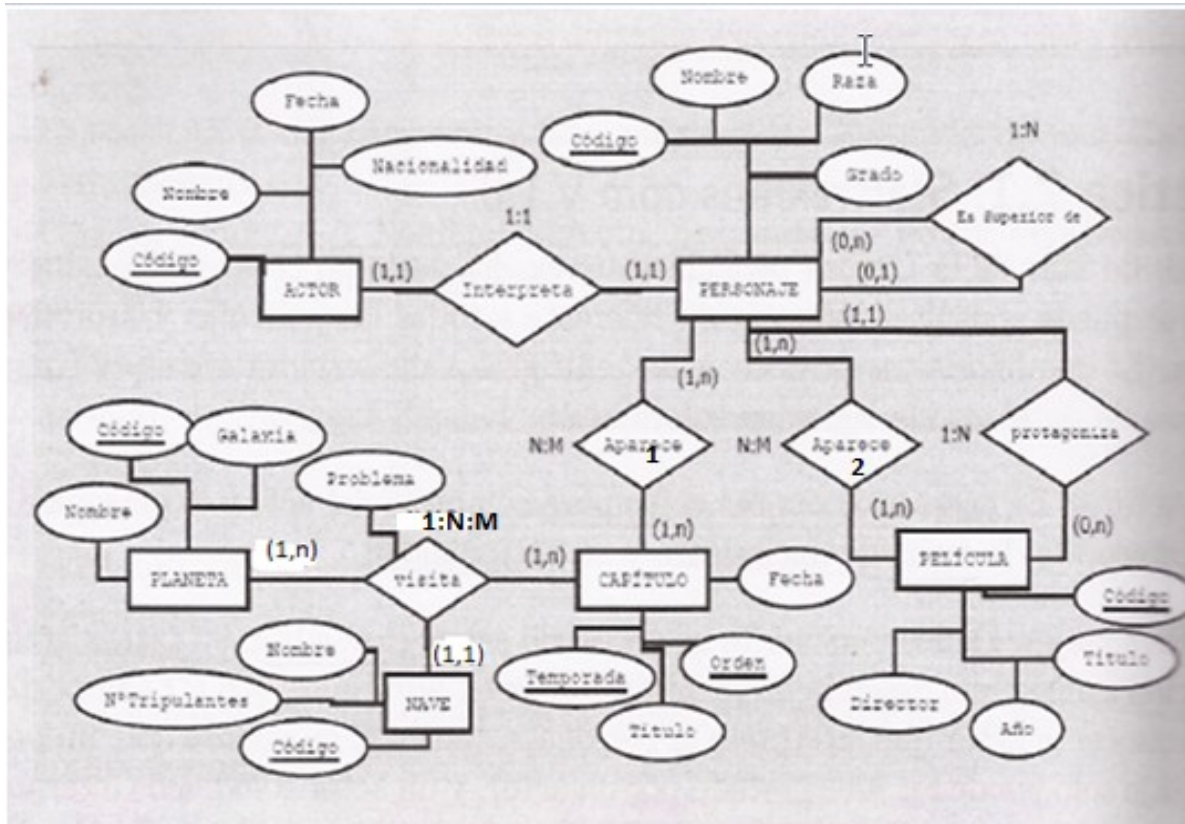 Fecha
Nombre
Raza
Código
1:N
Nacionalidad
Grado
Nombre
1:1
Es Superior de
Código
(0,n)
ACTOR
(1,1)
Interpreta
(1,1)
PERSONAJE
(0,1)
(1,1)
(1,n)
(1,n)
Código
Galaxia
N:M
Aparece
1
N:M
Aparece
2
1:N
protagoniza
Problema
Nombre
1:N:M
(1,n)
(1,n)
(1,n)
(1,n)
(0,n)
PLANETA
visita
CAPÍTULO
Fecha
PELÍCULA
Código
Nombre
(1,1)
Temporada
Orden
Título
NºTripulantes
NAVE
Director
Código
Título
Año